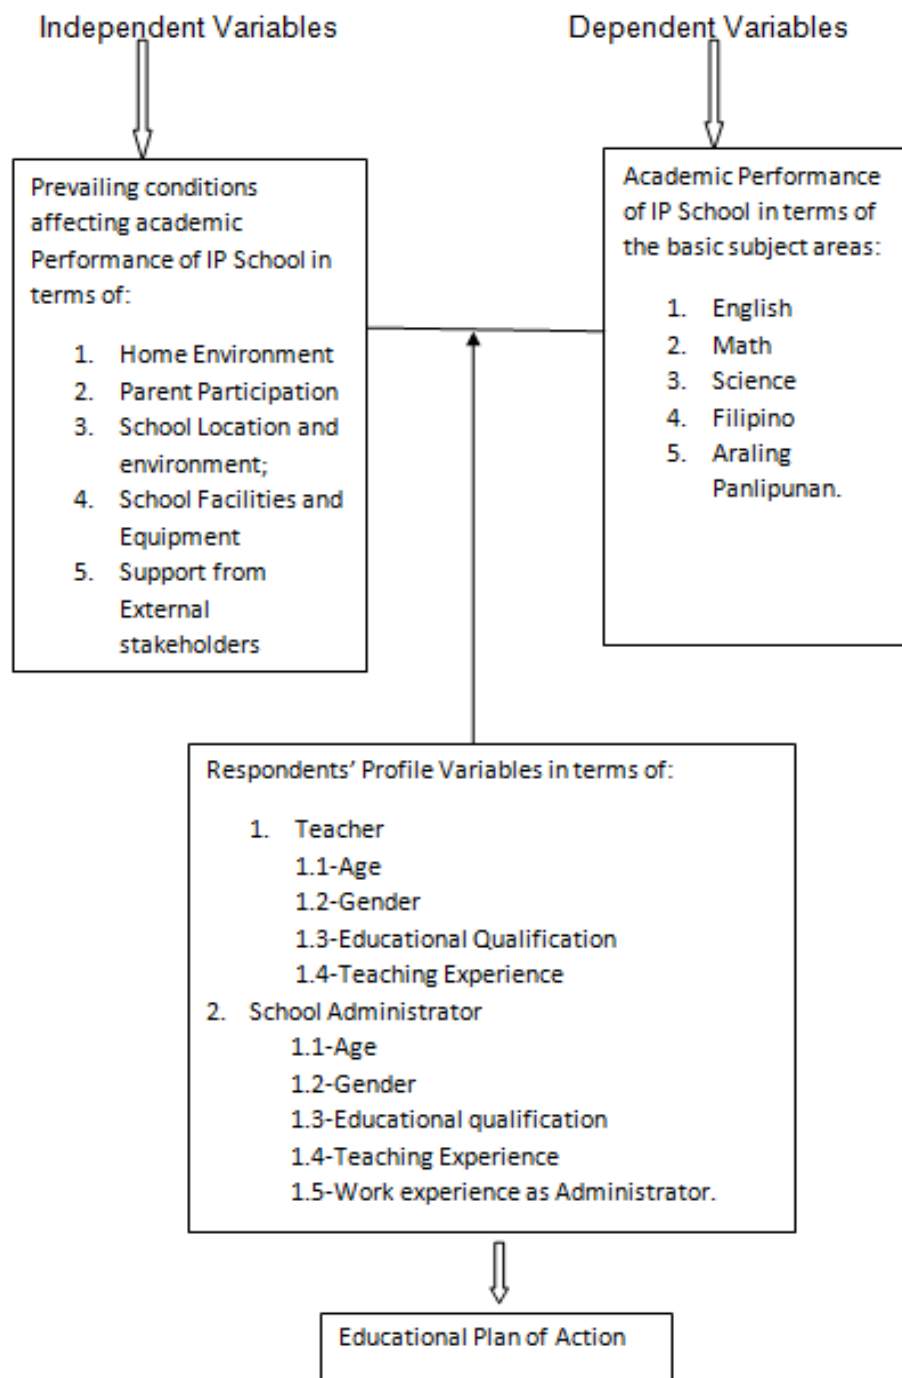 Independent Variables
Dependent Variables
Prevailing conditions
affecting academic
Performance of IP School in
terms of:
1. Home Environment
2. Parent Participation
3. School Location and
environment;
4. School Facilities and
Equipment
5. Support from
External
stakeholders
Academic Performance
of IP School in terms of
the basic subject areas:
1. English
2. Math
3. Science
4. Filipino
5. Araling
Panlipunan.
Respondents’ Profile Variables in terms of:
1. Teacher
1.1-Age
1.2-Gender
1.3-Educational Qualification
1.4-Teaching Experience
2. School Administrator
1.1-Age
1.2-Gender
1.3-Educational qualification
1.4-Teaching Experience
1.5-Work experience as Administrator.
Educational Plan of Action